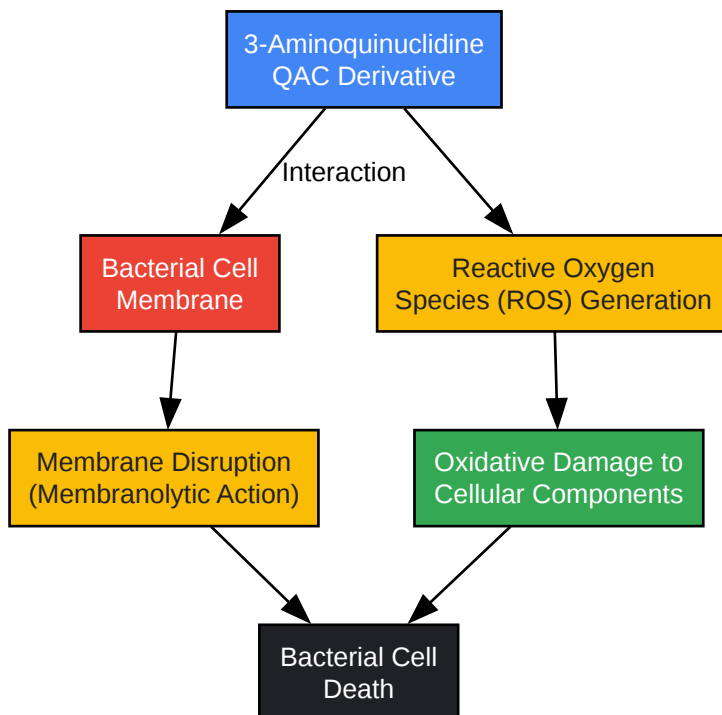 3-Aminoquinuclidine
QAC Derivative
Interaction
Bacterial Cell
Membrane
Reactive Oxygen
Species (ROS) Generation
Membrane Disruption
(Membranolytic Action)
Oxidative Damage to
Cellular Components
Bacterial Cell
Death